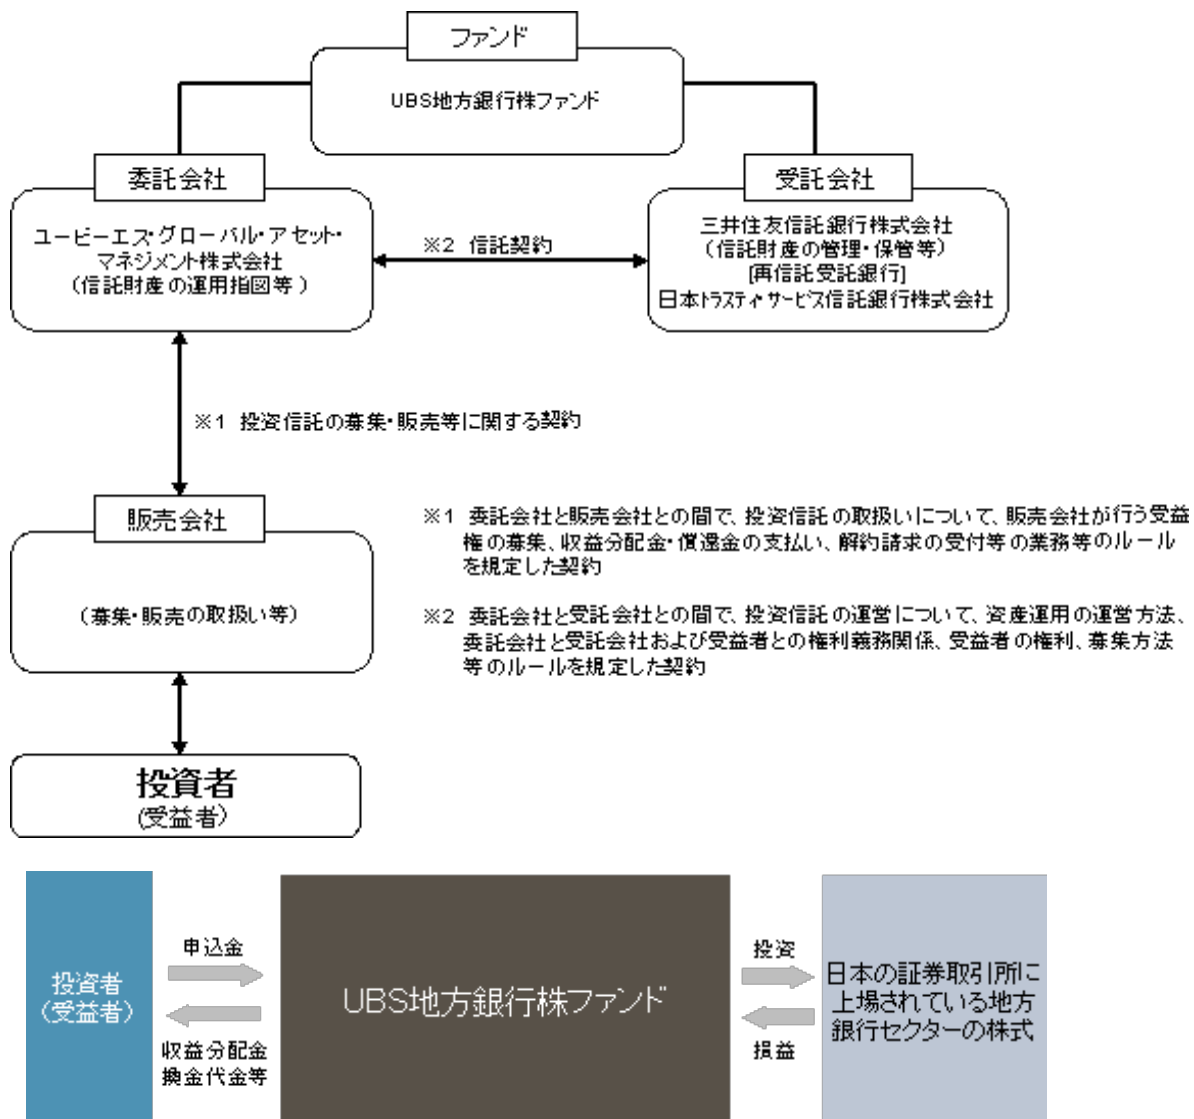 ファンド
UBS地方銀行株ファンド
委託会社
ユービーエス・グローバル・アセット・
マネジメント株式会社
(信託財産の運用指図等)
※2 信託契約
受託会社
三井住友信託銀行株式会社
(信託財産の管理・保管等)
[再信託受託銀行]
日本トラスティ・サービス信託銀行株式会社
※1 投資信託の募集・販売等に関する契約
販売会社
(募集・販売の取扱い等)
※1 委託会社と販売会社との間で、投資信託の取扱いについて、販売会社が行う受益
権の募集、収益分配金・償還金の支払い、解約請求の受付等の業務等のルール
を規定した契約
※2 委託会社と受託会社との間で、投資信託の運営について、資産運用の運営方法、
委託会社と受託会社および受益者との権利義務関係、受益者の権利、募集方法
等のルールを規定した契約
投資者
(受益者)
投資者
(受益者)
申込金
収益分配金
換金代金等
UBS地方銀行株ファンド
投資
損益
日本の証券取引所に
上場されている地方
銀行セクターの株式